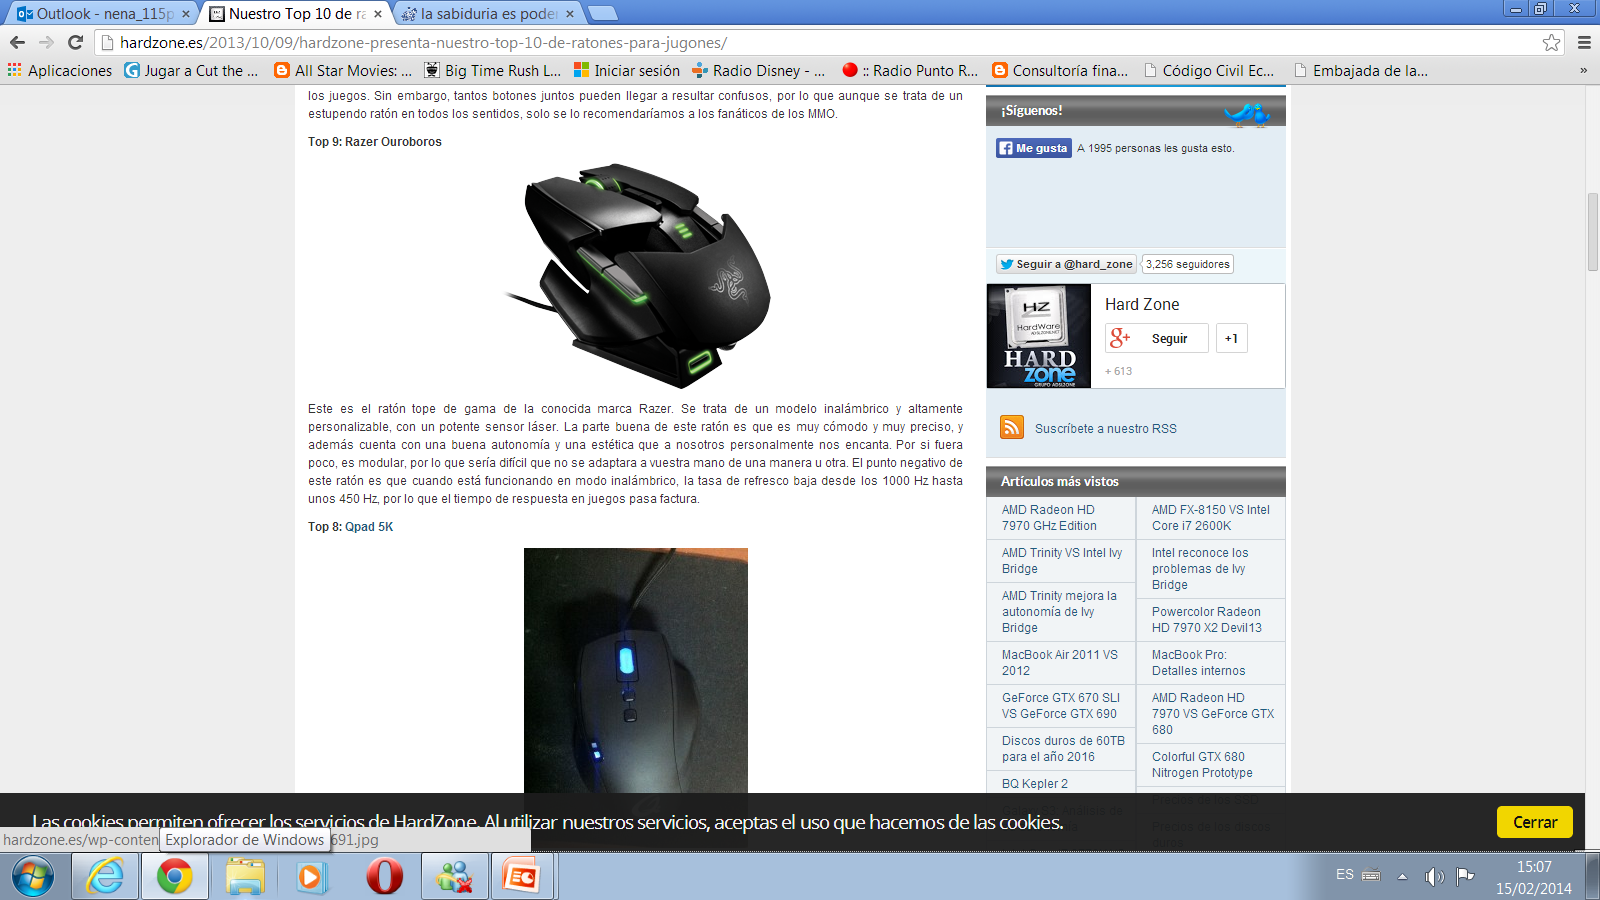 Outlook - nena_115p
Nuestro Top 10 de ra
la sabiduria es poder
hardzone.es/2013/10/09/hardzone-presenta-nuestro-top-10-de-ratones-para-jugones/
Aplicaciones
Jugar a Cut the ...
All Star Movies: ...
Big Time Rush L...
Iniciar sesión
Radio Disney - ...
:: Radio Punto R...
Consultoría fina...
Código Civil Ec...
Embajada de la...
»
los juegos. Sin embargo, tantos botones juntos pueden llegar a resultar confusos, por lo que aunque se trata de un
estupendo ratón en todos los sentidos, solo se lo recomendaríamos a los fanáticos de los MMO.
Top 9: Razer Ouroboros
Este es el ratón tope de gama de la conocida marca Razer. Se trata de un modelo inalámbrico y altamente
personalizable, con un potente sensor láser. La parte buena de este ratón es que es muy cómodo y muy preciso, y
además cuenta con una buena autonomía y una estética que a nosotros personalmente nos encanta. Por si fuera
poco, es modular, por lo que sería difícil que no se adaptara a vuestra mano de una manera u otra. El punto negativo de
este ratón es que cuando está funcionando en modo inalámbrico, la tasa de refresco baja desde los 1000 Hz hasta
unos 450 Hz, por lo que el tiempo de respuesta en juegos pasa factura.
Top 8: Qpad 5K
¡Síguenos!
Me gusta
A 1995 personas les gusta esto.
Seguir a @hard_zone
3,256 seguidores
HZ
HardWare
HARD
zone
GRUPO ADSLZONE
Hard Zone
g+ Seguir
+1
+ 613
Suscríbete a nuestro RSS
Artículos más vistos
AMD Radeon HD
7970 GHz Edition
AMD Trinity VS Intel Ivy
Bridge
AMD Trinity mejora la
autonomía de Ivy
Bridge
MacBook Air 2011 VS
2012
GeForce GTX 670 SLI
VS GeForce GTX 690
Discos duros de 60TB
para el año 2016
BQ Kepler 2
AMD FX-8150 VS Intel
Core i7 2600K
Intel reconoce los
problemas de Ivy
Bridge
Powercolor Radeon
HD 7970 X2 Devil13
MacBook Pro:
Detalles internos
AMD Radeon HD
7970 VS GeForce GTX
680
Colorful GTX 680
Nitrogen Prototype
Las cookies permiten ofrecer los servicios de HardZone. Al utilizar nuestros servicios, aceptas el uso que hacemos de las cookies.
Cerrar
hardzone.es/wp-conten
Explorador de Windows
691.jpg
ES
15:07
15/02/2014